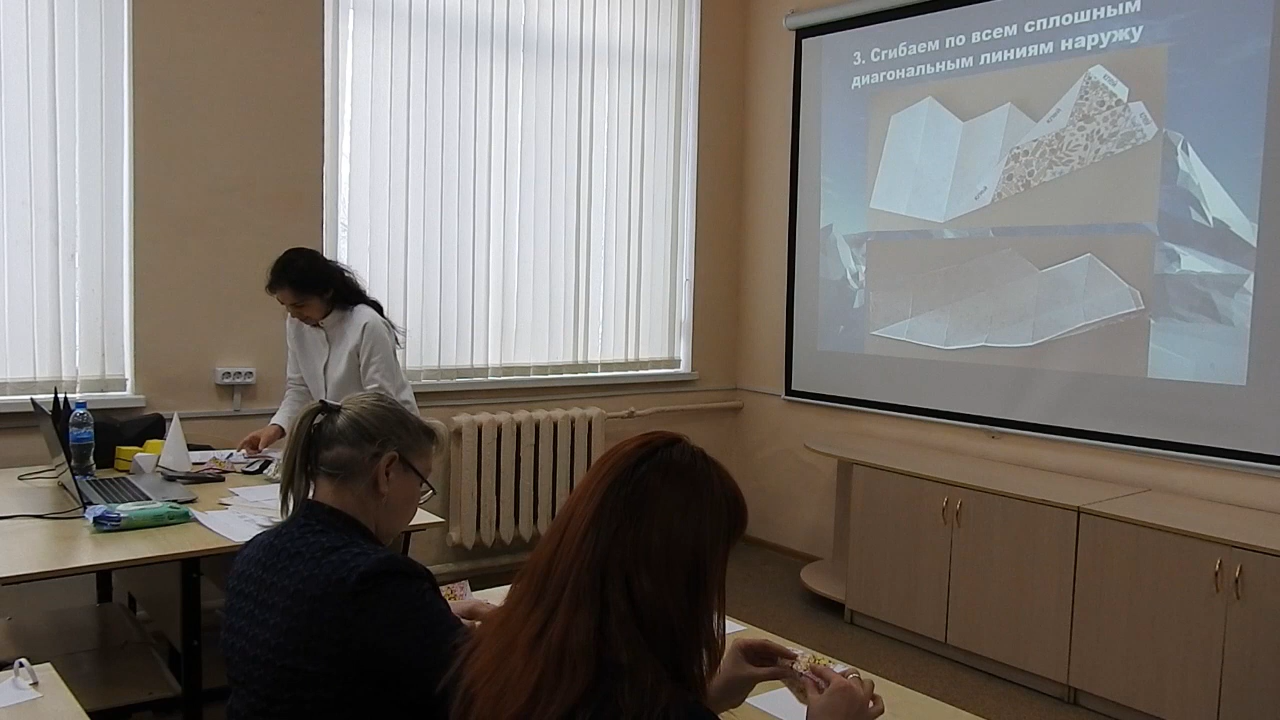 3. Сгибаем по всем сплошным
диагональным линиям наружу